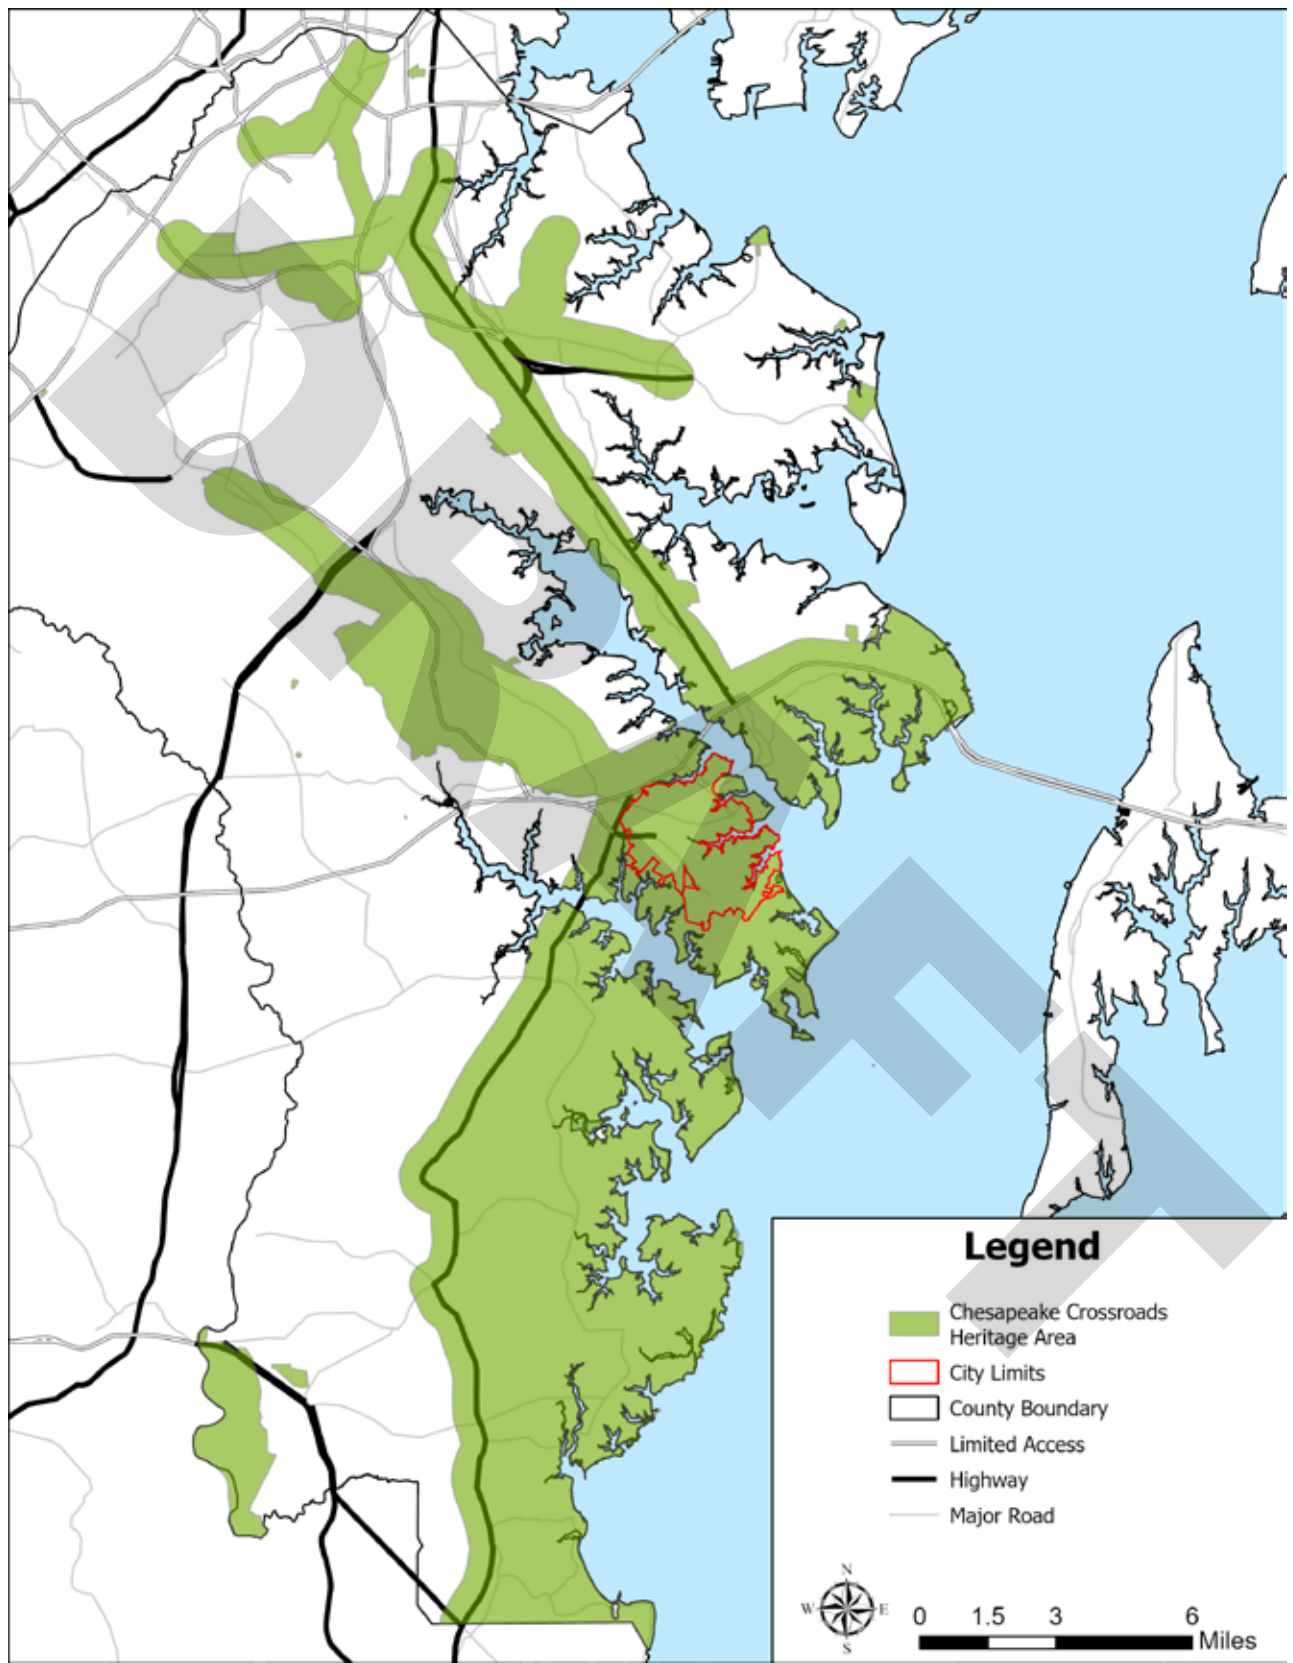 DRAFT
Legend
Chesapeake Crossroads
Heritage Area
City Limits
County Boundary
Limited Access
Highway
Major Road
N
W E
S
0 1.5 3 6
Miles